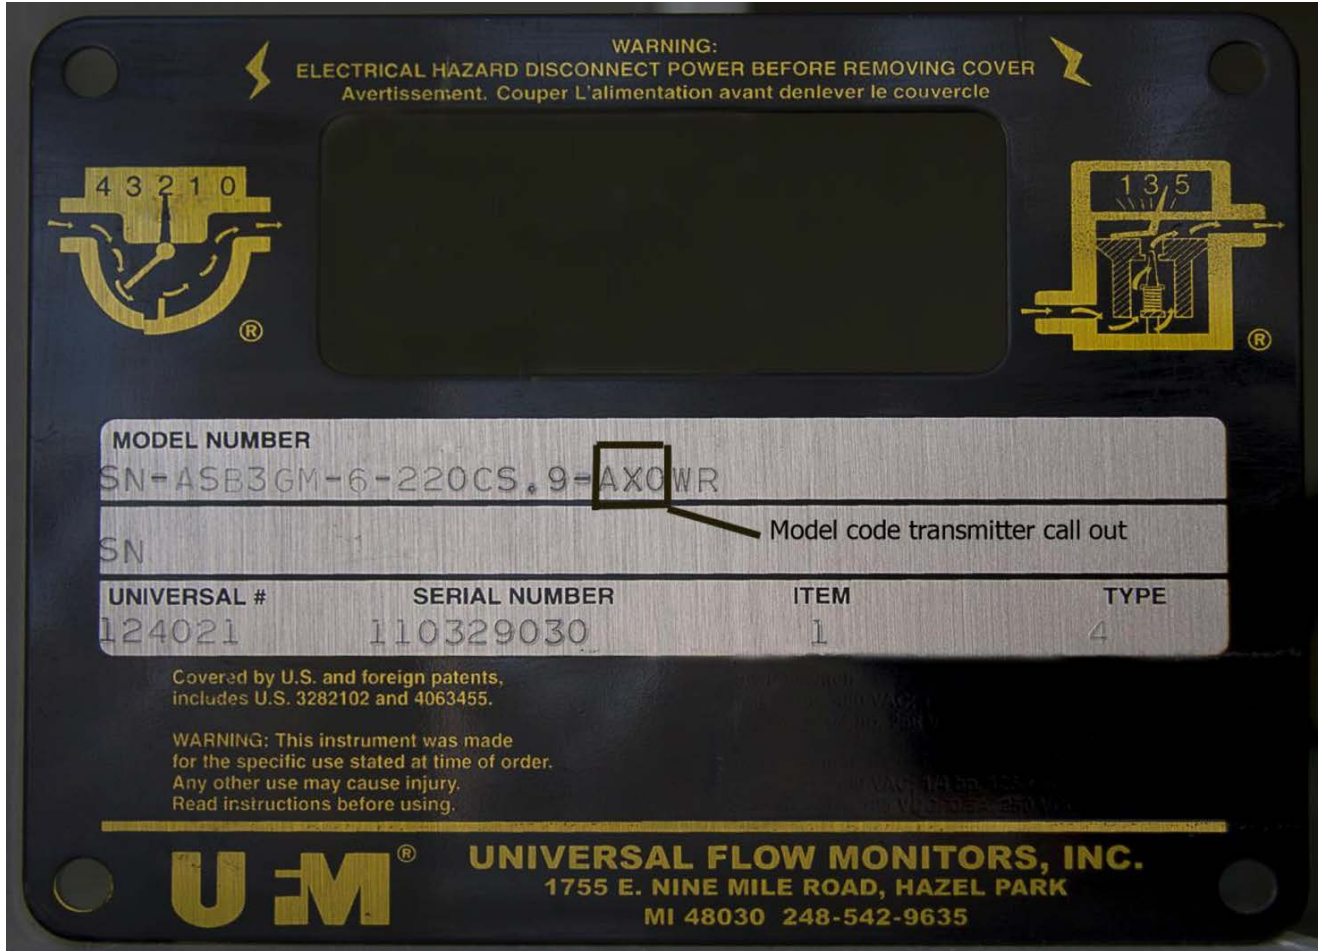 WARNING:
ELECTRICAL HAZARD DISCONNECT POWER BEFORE REMOVING COVER
Avertissement. Couper L'alimentation avant denlever le couvercle
4 3 2 1 0
1 3 5
®
®
MODEL NUMBER
SN-ASB3GM-6-220CS.9-AX0WR
Model code transmitter call out
SN
UNIVERSAL # SERIAL NUMBER ITEM TYPE
124021 110329030 1 4
Covered by U.S. and foreign patents,
includes U.S. 3282102 and 4063455.
WARNING: This instrument was made
for the specific use stated at time of order.
Any other use may cause injury.
Read instructions before using.
UFM®
UNIVERSAL FLOW MONITORS, INC.
1755 E. NINE MILE ROAD, HAZEL PARK
MI 48030 248-542-9635